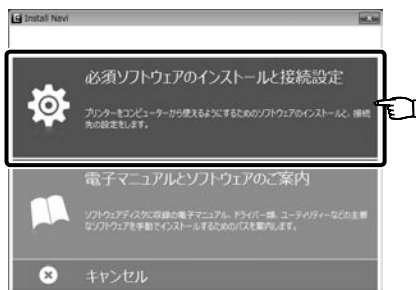 Install Navi
必須ソフトウェアのインストールと接続設定
プリンターをコンピューターから使えるようにするためのソフトウェアのインストールと、接続
先の設定をします。
電子マニュアルとソフトウェアのご案内
ソフトウェアディスクに収録の電子マニュアル、ドライバー類、ユーティリティーなどの主要
なソフトウェアを手動でインストールするためのパスを案内します。
キャンセル